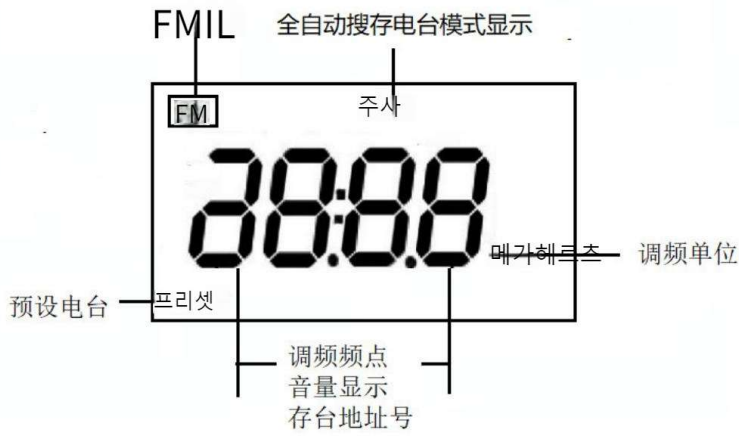 FMIL
全自动搜存电台模式显示
FM
주사
28:8.8
메가헤르츠
调频单位
预设电台
프리셋
调频频点
音量显示
存台地址号